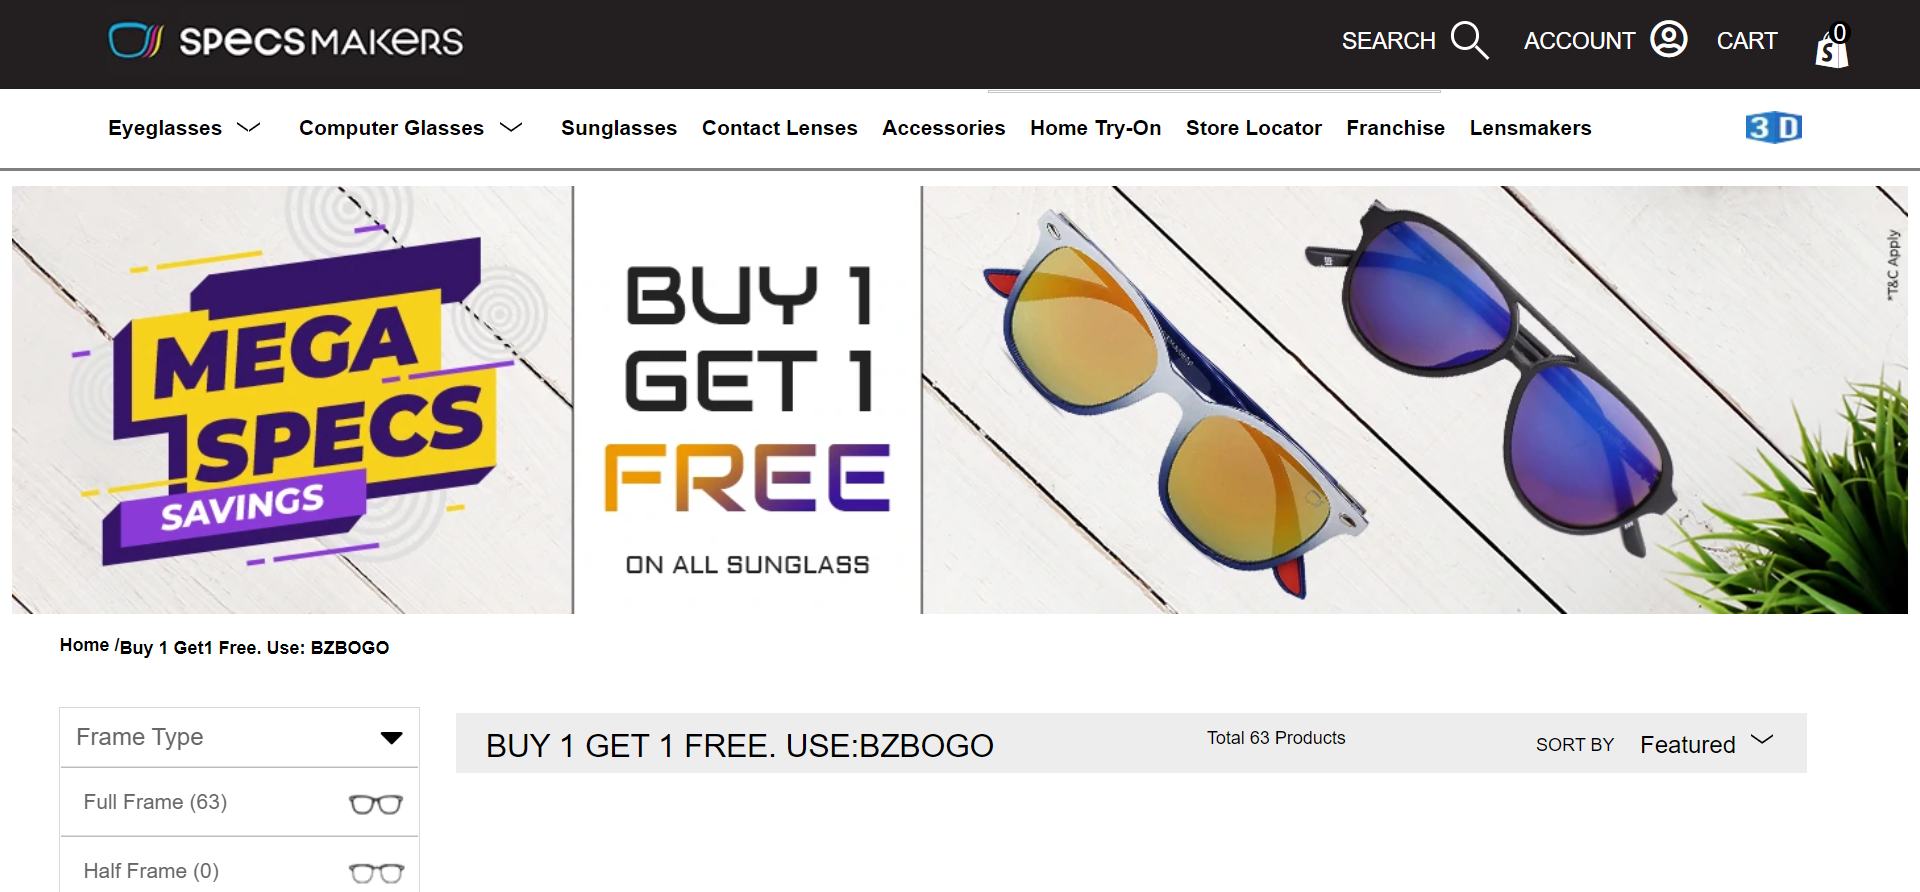 SPECSMAKERS
SEARCH ACCOUNT CART 0
Eyeglasses Computer Glasses Sunglasses Contact Lenses Accessories Home Try-On Store Locator Franchise Lensmakers 3D
MEGA
SPECS
SAVINGS
BUY 1
GET 1
FREE
ON ALL SUNGLASS
*T&C Apply
Home /Buy 1 Get1 Free. Use: BZBOGO
Frame Type
Full Frame (63)
Half Frame (0)
BUY 1 GET 1 FREE. USE:BZBOGO
Total 63 Products
SORT BY Featured